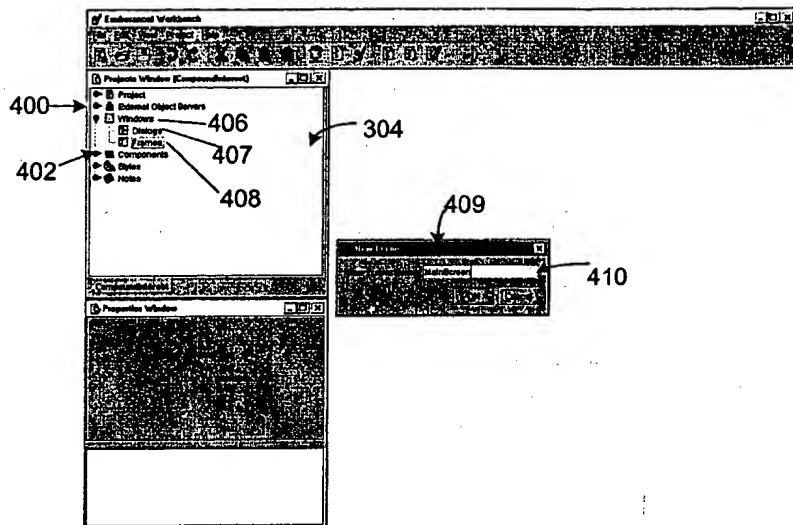 Exuberancei Workbench
Projects Window (CompoundInterest)
400
Project
External Object Servers
Windows
406
304
Dialogs
407
Frames
402
Components
408
Styles
Notes
409
MainScreen
410
Properties Window